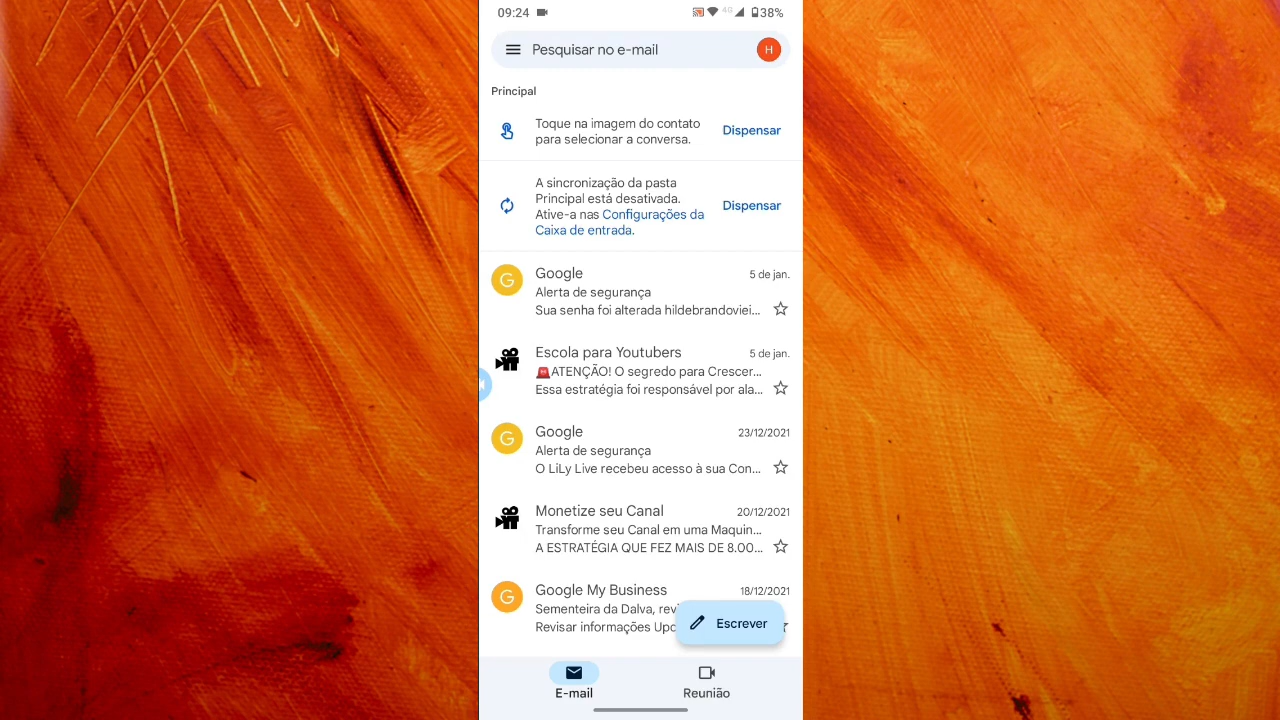 09:24
4G
38%
Pesquisar no e-mail
H
Principal
Toque na imagem do contato
para selecionar a conversa.
Dispensar
A sincronização da pasta
Principal está desativada.
Ative-a nas Configurações da
Caixa de entrada.
Dispensar
G
Google
5 de jan.
Alerta de segurança
Sua senha foi alterada hildebrandoviei...
Escola para Youtubers
5 de jan.
🚨ATENÇÃO! O segredo para Crescer...
Essa estratégia foi responsável por ala...
G
Google
23/12/2021
Alerta de segurança
O LiLy Live recebeu acesso à sua Con...
Monetize seu Canal
20/12/2021
Transforme seu Canal em uma Maquin...
A ESTRATÉGIA QUE FEZ MAIS DE 8.00...
G
Google My Business
18/12/2021
Sementeira da Dalva, rev
Revisar informações Upd
Escrever
E-mail
Reunião